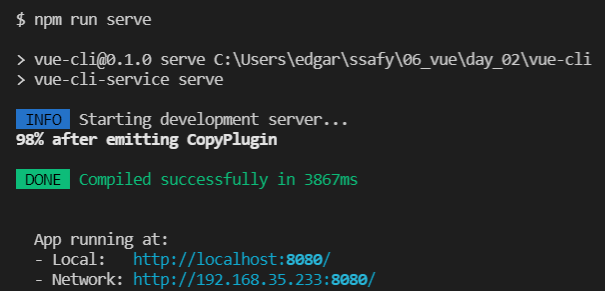 $ npm run serve
> vue-cli@0.1.0 serve C:\Users\edgar\ssafy\06_vue\day_02\vue-cli
> vue-cli-service serve
INFO Starting development server...
98% after emitting CopyPlugin
DONE Compiled successfully in 3867ms
App running at:
- Local: http://localhost:8080/
- Network: http://192.168.35.233:8080/